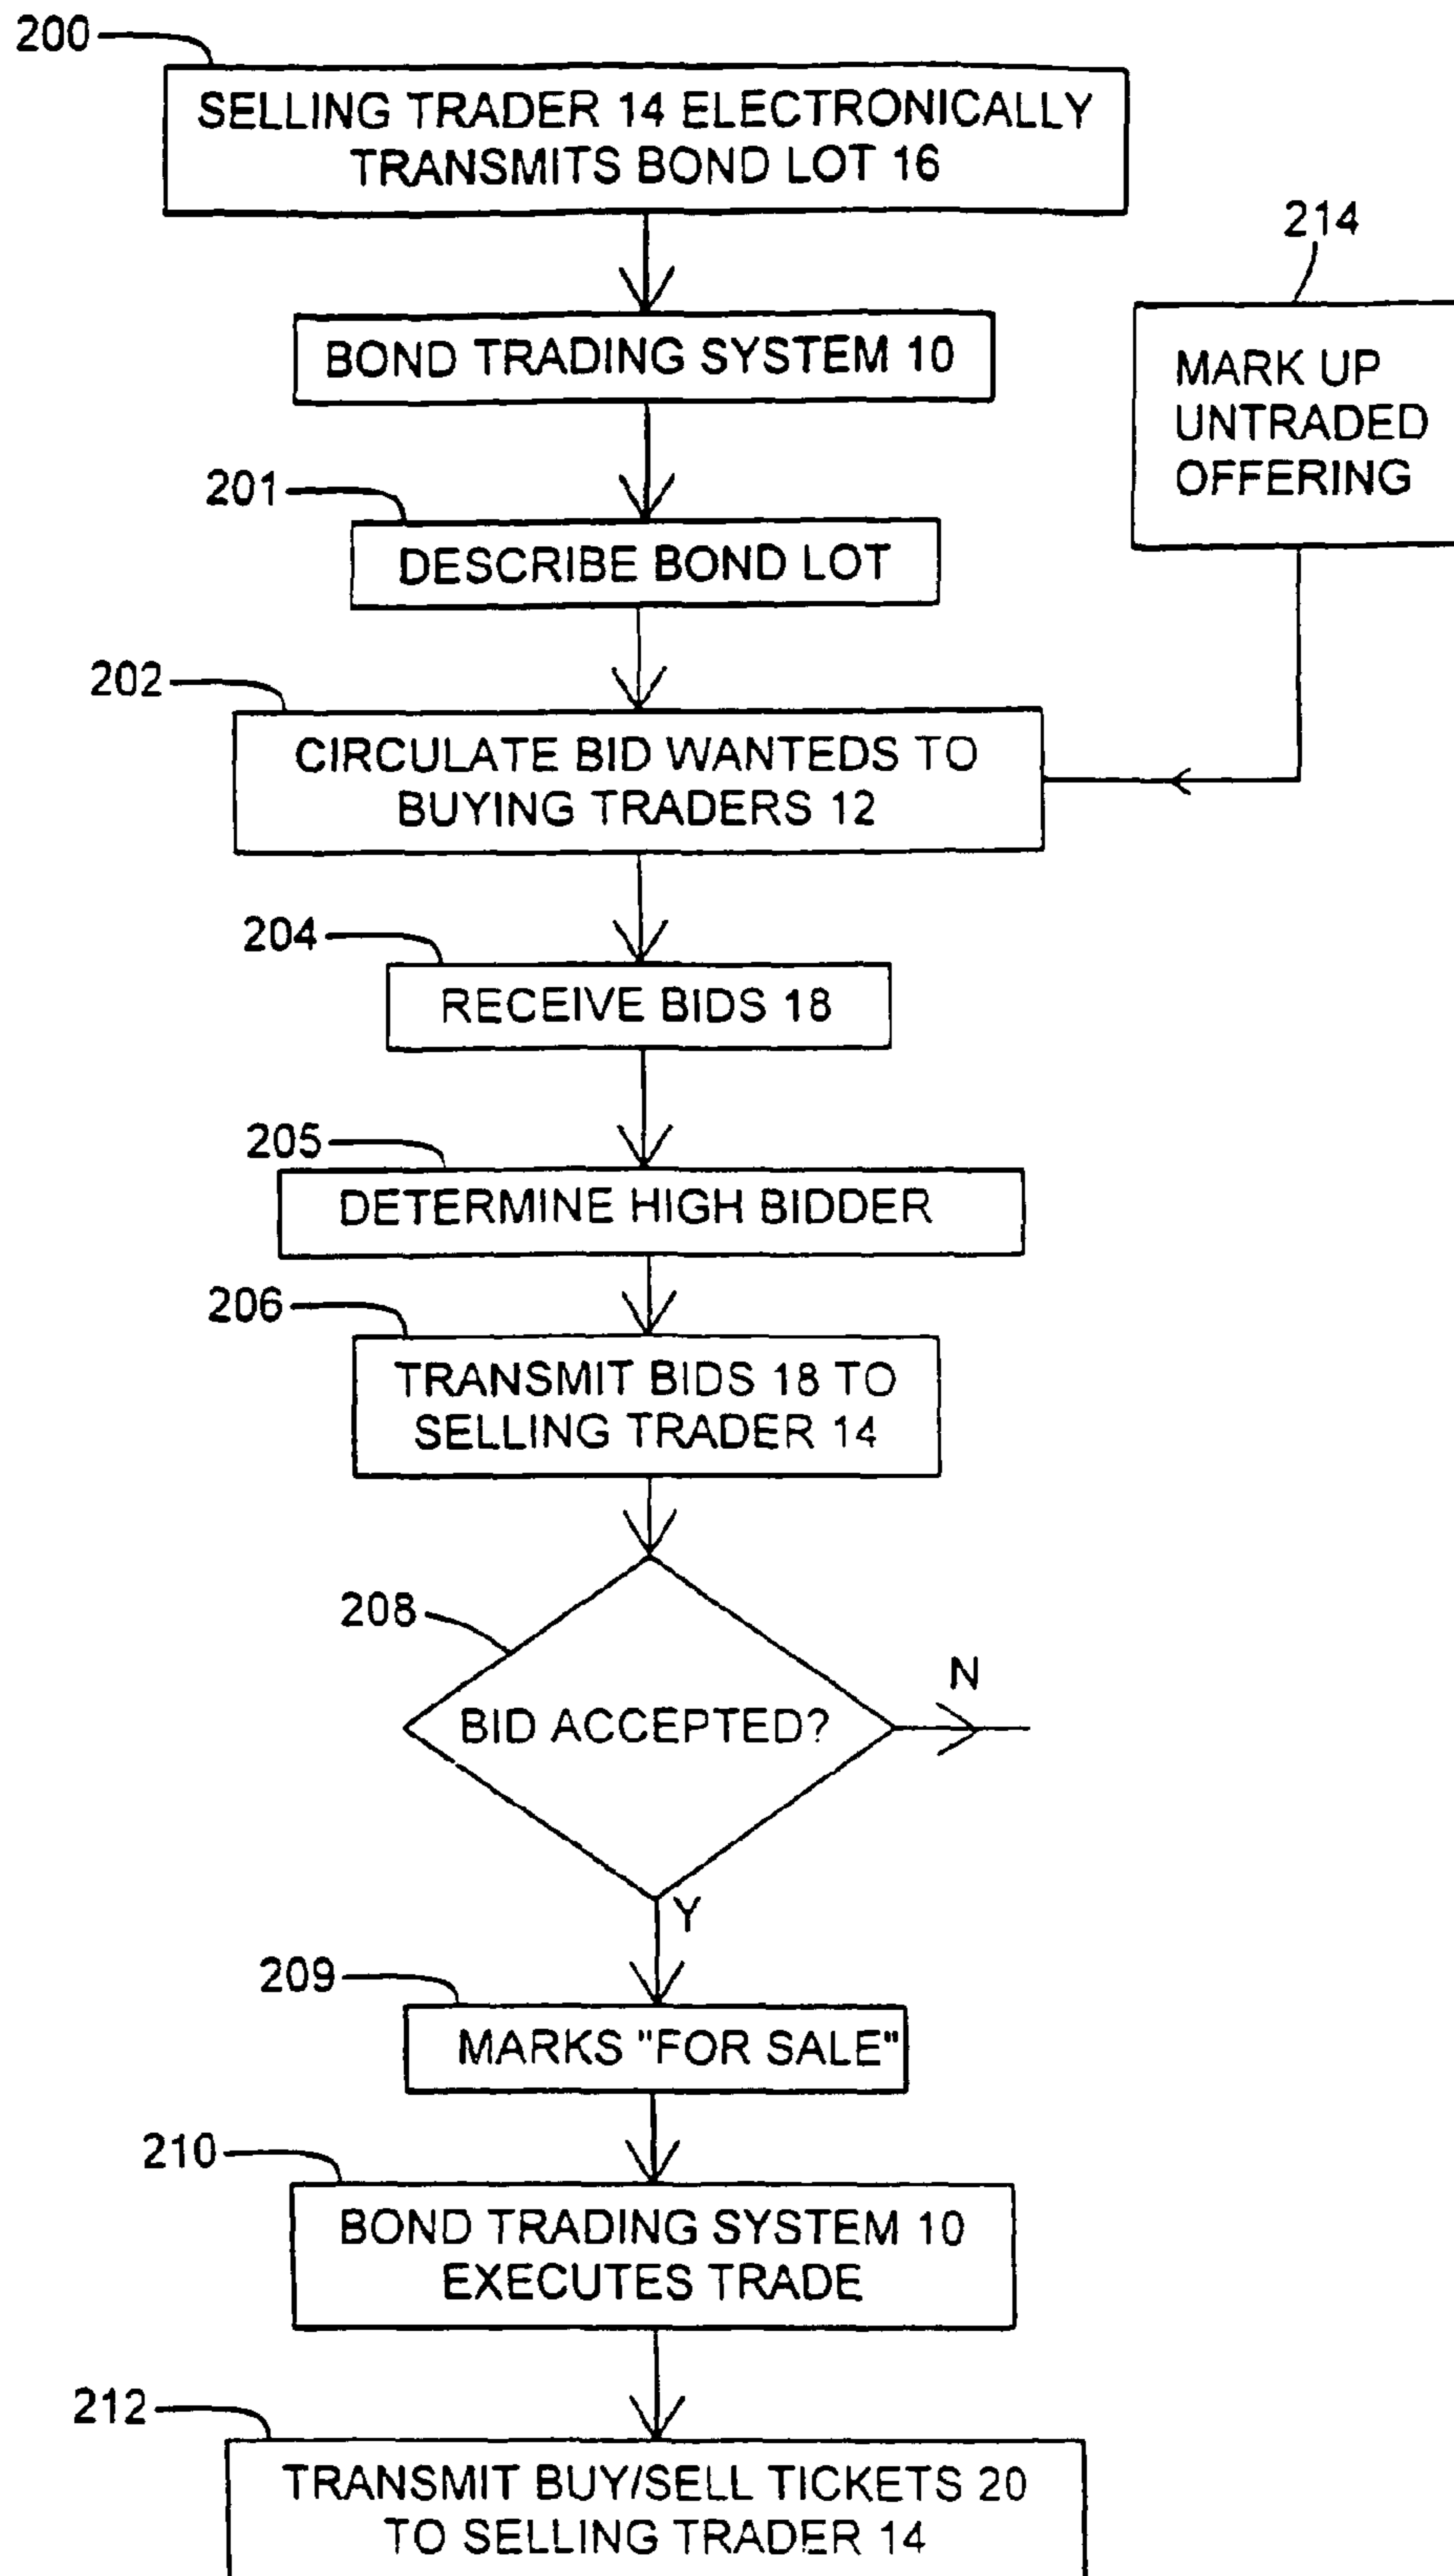 200
SELLING TRADER 14 ELECTRONICALLY
TRANSMITS BOND LOT 16
214
BOND TRADING SYSTEM 10
MARK UP
UNTRADED
OFFERING
201
DESCRIBE BOND LOT
202
CIRCULATE BID WANTEDS TO
BUYING TRADERS 12
204
RECEIVE BIDS 18
205
DETERMINE HIGH BIDDER
206
TRANSMIT BIDS 18 TO
SELLING TRADER 14
208
BID ACCEPTED?
N
Y
209
MARKS "FOR SALE"
210
BOND TRADING SYSTEM 10
EXECUTES TRADE
212
TRANSMIT BUY/SELL TICKETS 20
TO SELLING TRADER 14